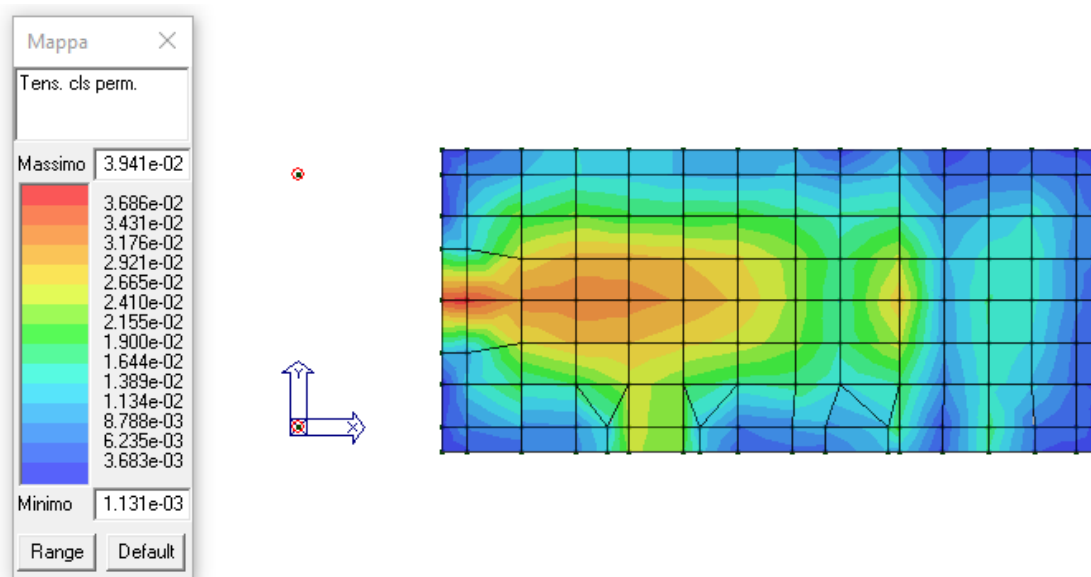 Mappa
Tens. cls perm.
Massimo 3.941e-02
3.686e-02
3.431e-02
3.176e-02
2.921e-02
2.665e-02
2.410e-02
2.155e-02
1.900e-02
1.644e-02
1.389e-02
1.134e-02
8.788e-03
6.235e-03
3.683e-03
Minimo 1.131e-03
Range Default
Y
X